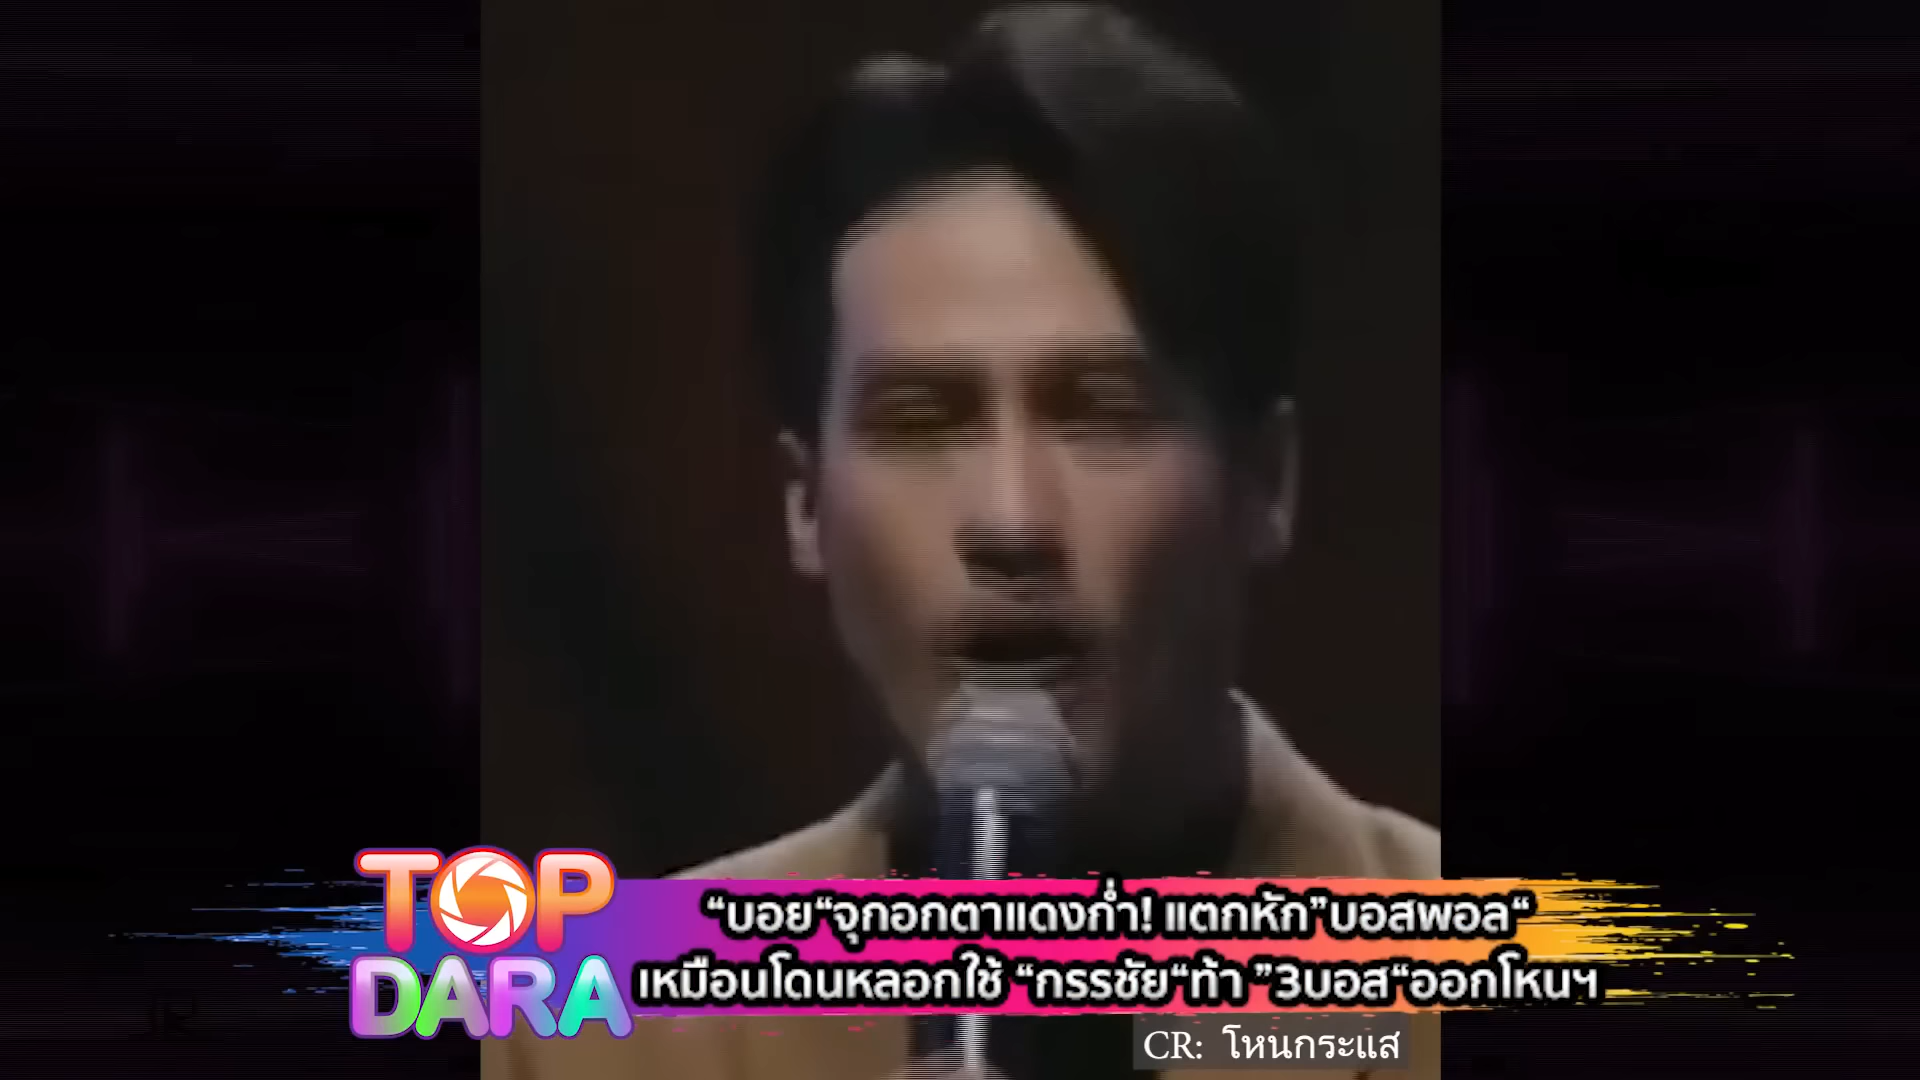 TOP
DARA
“บอย“จุกอกตาแดงก่ำ! แตกหัก”บอสพอล“
เหมือนโดนหลอกใช้ “กรรชัย“ท้า ”3บอส“ออกโหนฯ
CR: โหนกระแส